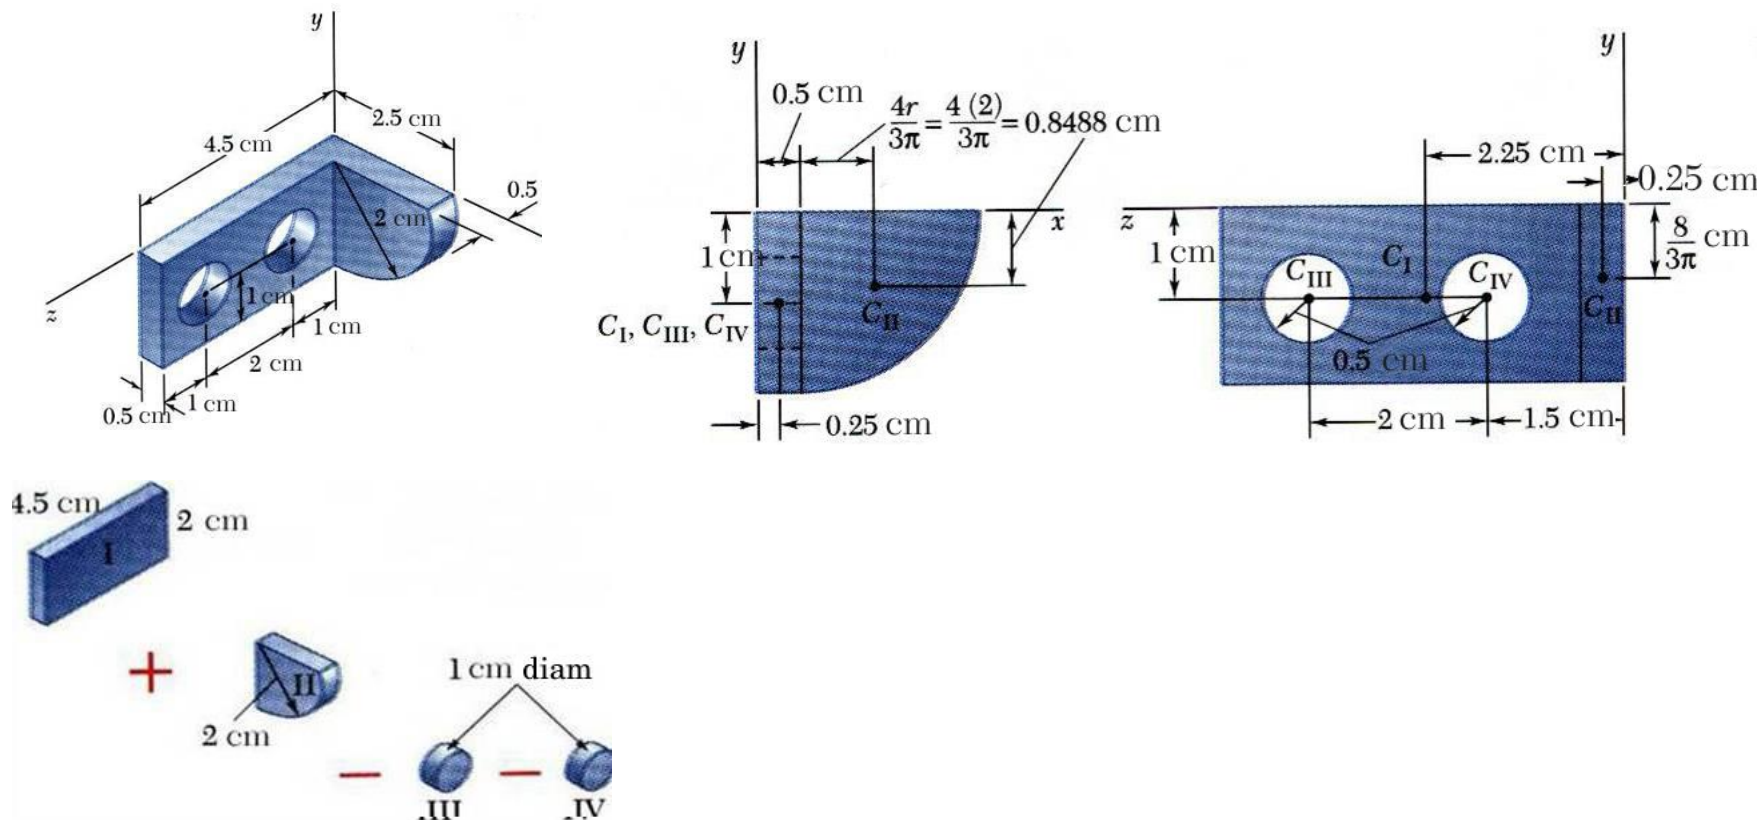 y
4.5 cm
2.5 cm
0.5
2 cm
1 cm
1 cm
2 cm
z
0.5 cm
1 cm
y
0.5 cm
4r/3π = 4 (2)/3π = 0.8488 cm
x
1 cm
C_II
C_I, C_III, C_IV
0.25 cm
y
2.25 cm
0.25 cm
z
1 cm
8/3π cm
C_III
C_I
C_IV
C_II
0.5 cm
2 cm
1.5 cm
4.5 cm
2 cm
I
+
II
2 cm
1 cm diam
− −
III IV